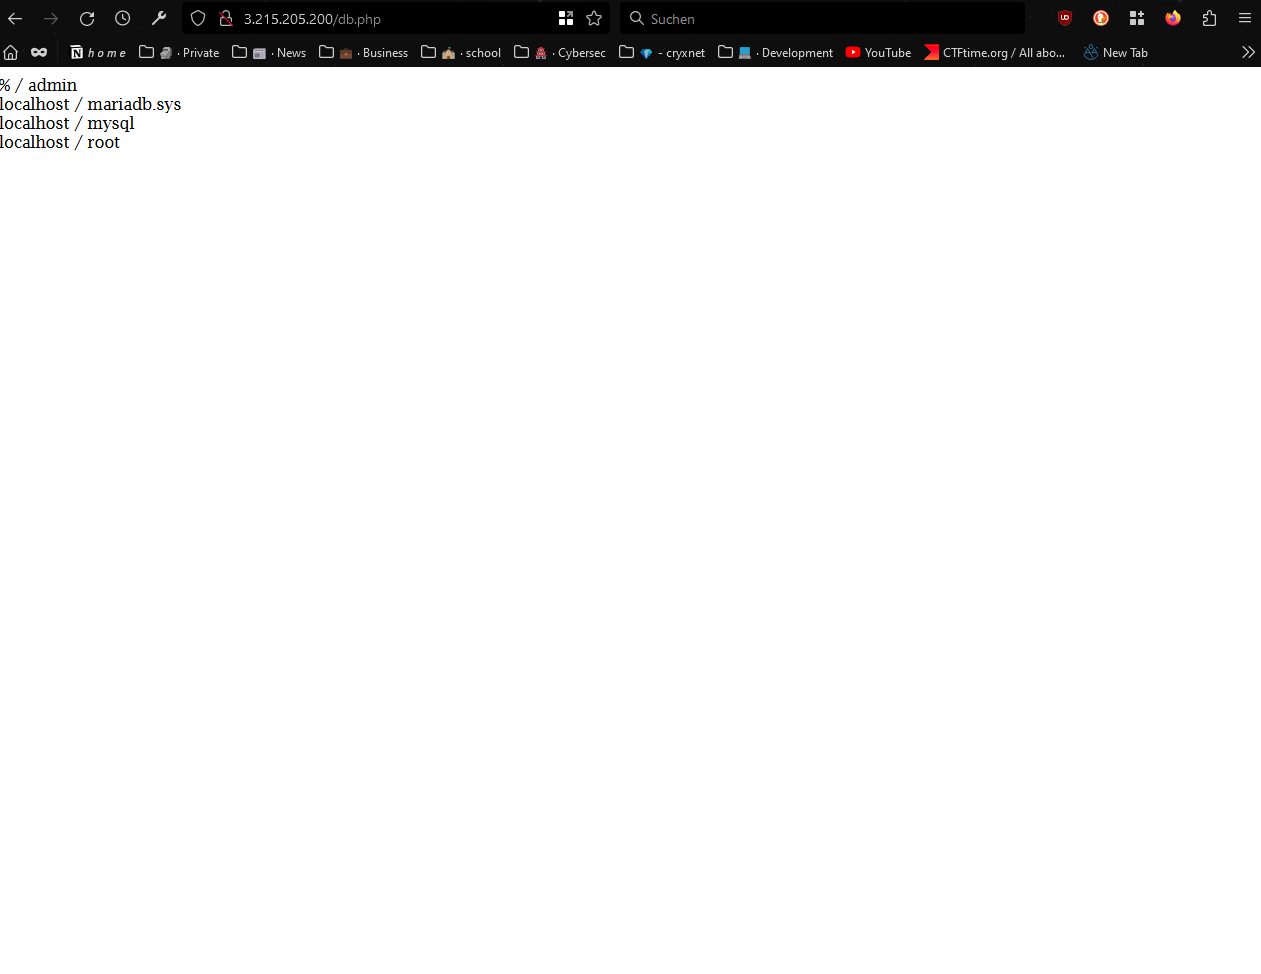 3.215.205.200/db.php
Suchen
home
· Private
· News
· Business
· school
· Cybersec
- cryxnet
· Development
YouTube
CTFtime.org / All abo...
New Tab
% / admin
localhost / mariadb.sys
localhost / mysql
localhost / root